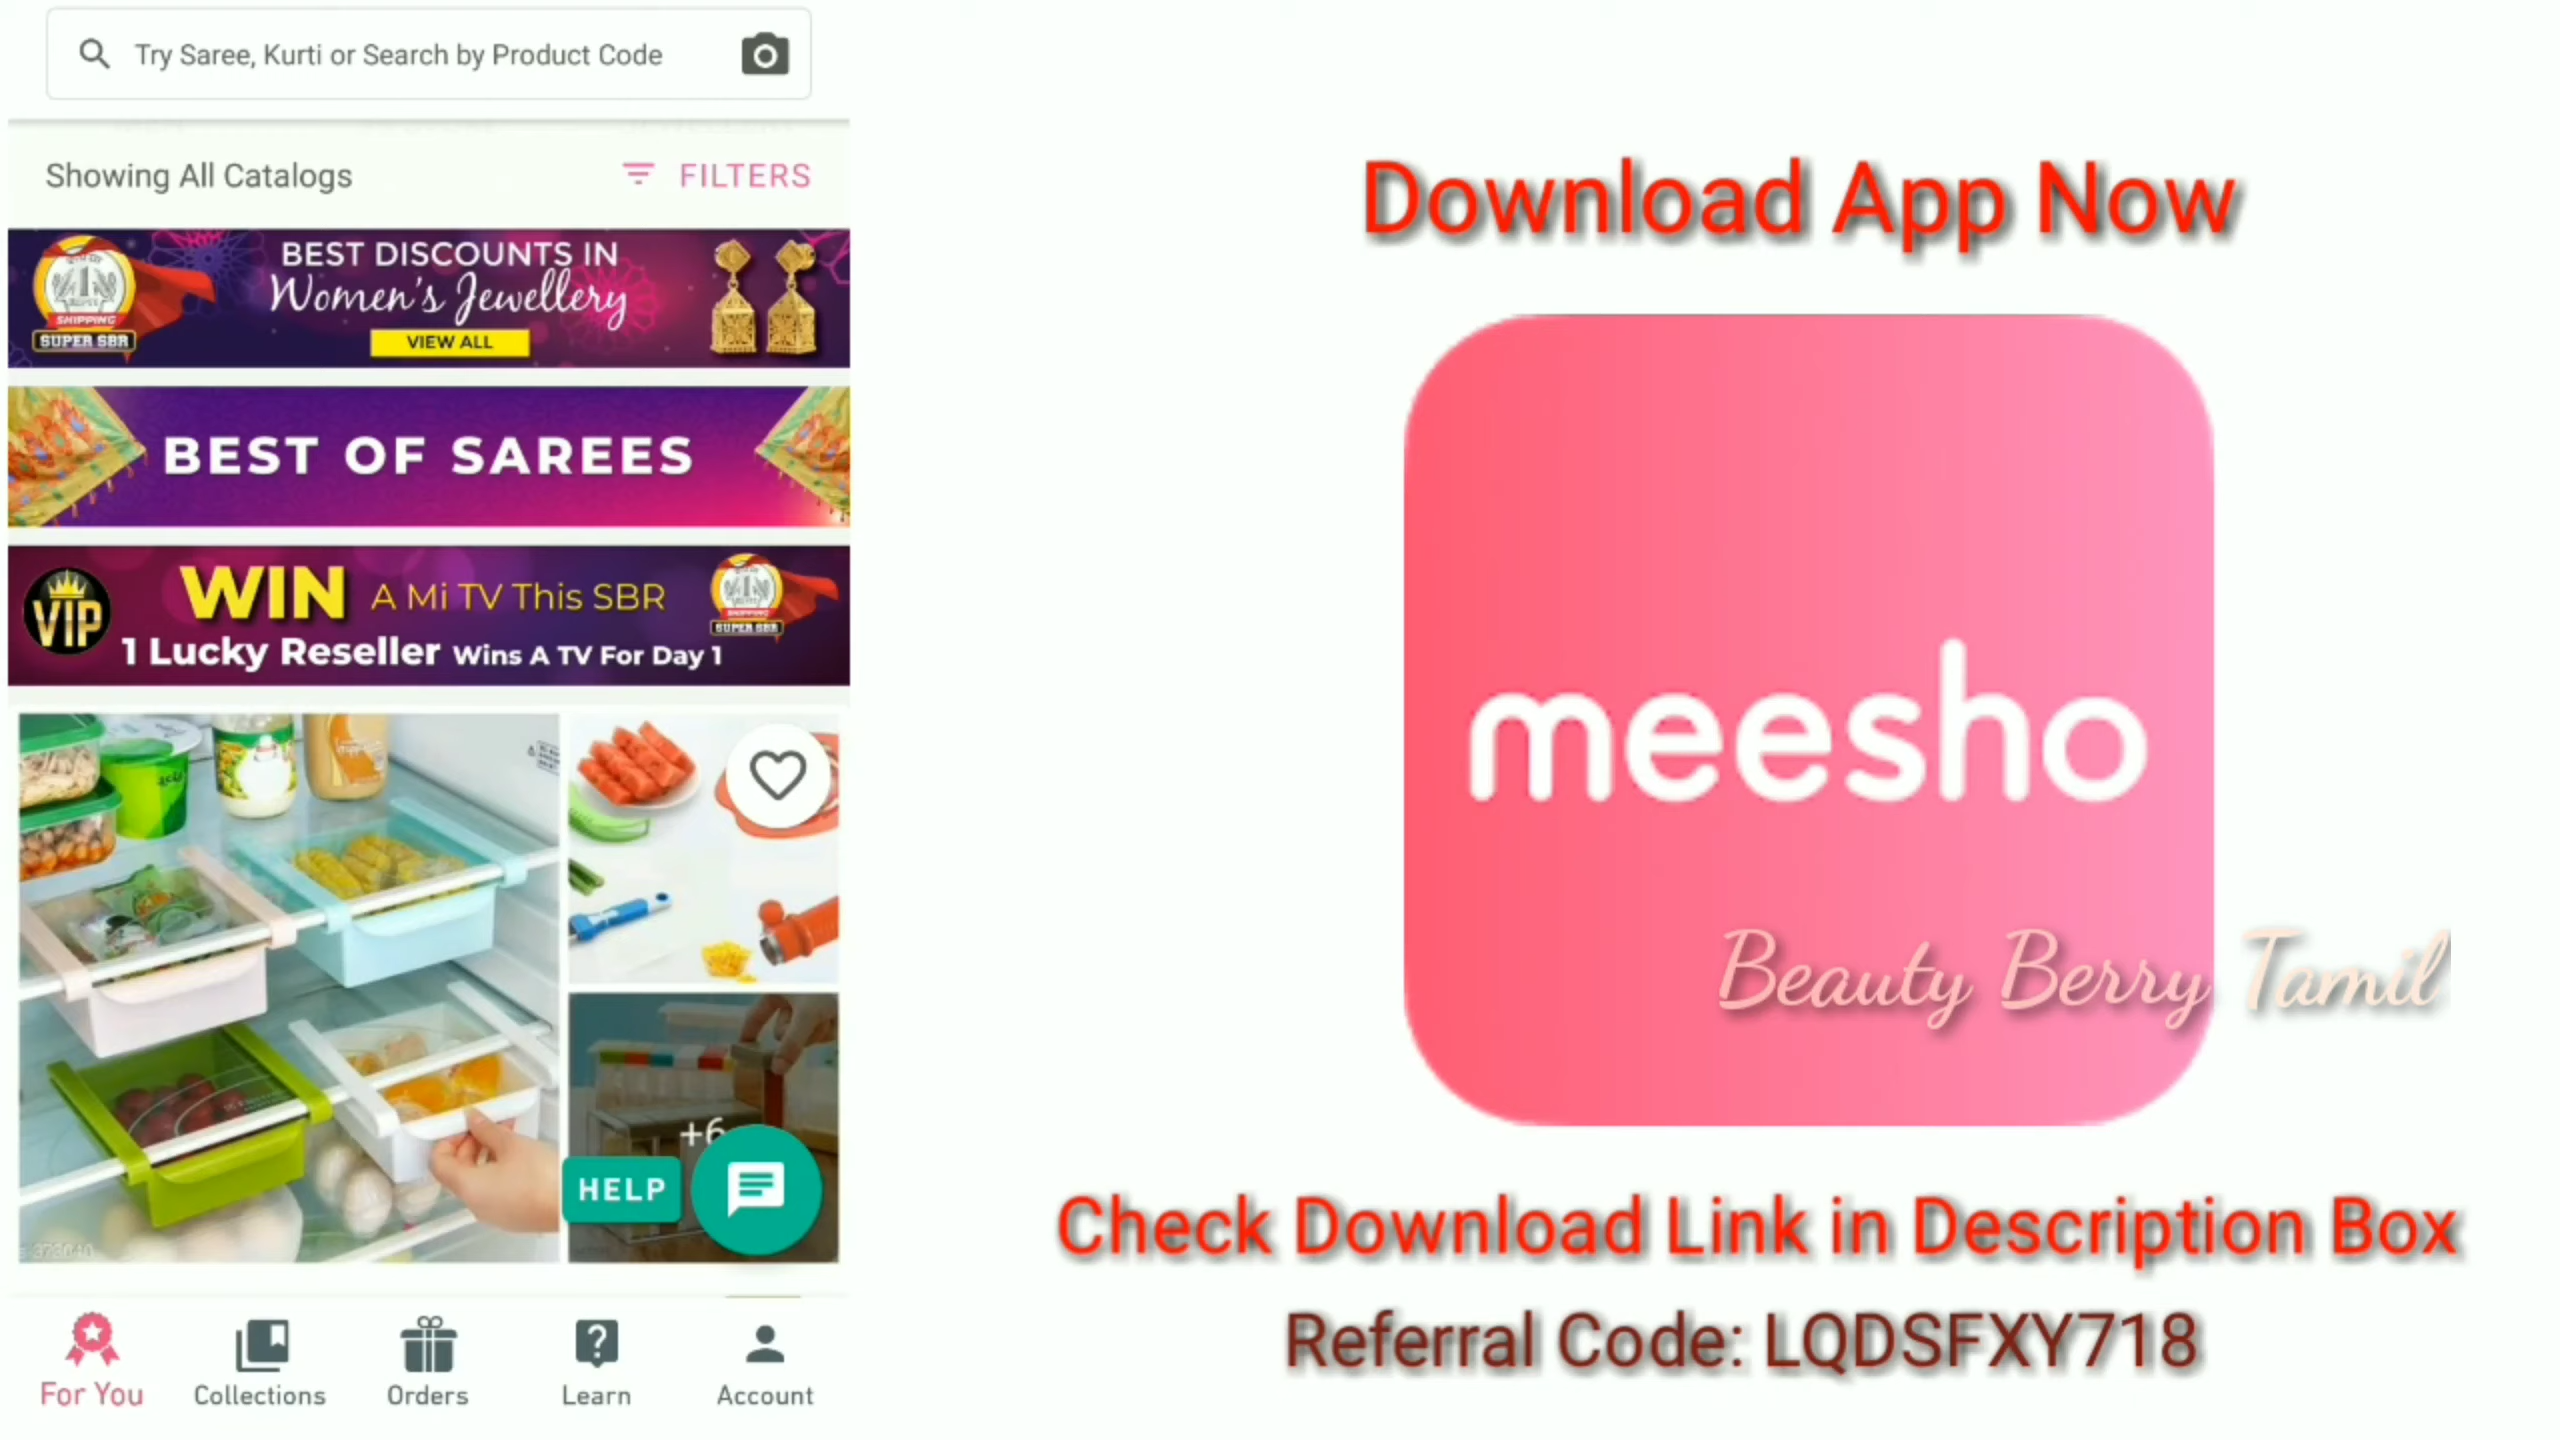 Try Saree, Kurti or Search by Product Code
Showing All Catalogs
FILTERS
SHIPPING
SUPER SBR
BEST DISCOUNTS IN
Women's Jewellery
VIEW ALL
BEST OF SAREES
VIP
WIN A Mi TV This SBR
1 Lucky Reseller Wins A TV For Day 1
SHIPPING
SUPER SBR
+6
HELP
For You
Collections
Orders
Learn
Account
Download App Now
meesho
Beauty Berry Tamil
Check Download Link in Description Box
Referral Code: LQDSFXY718